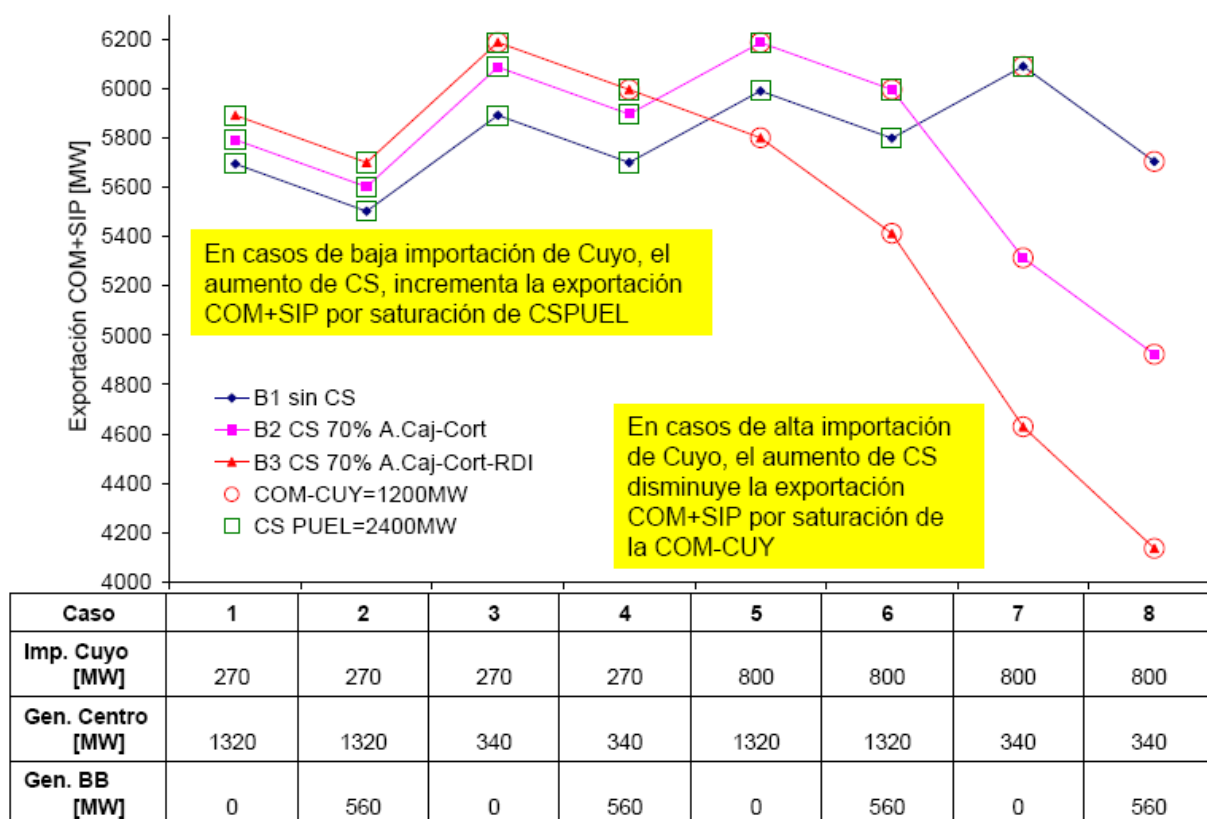 Exportación COM+SIP [MW]
6200
6000
5800
5600
5400
5200
5000
4800
4600
4400
4200
4000
En casos de baja importación de Cuyo, el
aumento de CS, incrementa la exportación
COM+SIP por saturación de CSPUEL
B1 sin CS
B2 CS 70% A.Caj-Cort
B3 CS 70% A.Caj-Cort-RDI
COM-CUY=1200MW
CS PUEL=2400MW
En casos de alta importación
de Cuyo, el aumento de CS
disminuye la exportación
COM+SIP por saturación de
la COM-CUY
Caso 1 2 3 4 5 6 7 8
Imp. Cuyo
[MW] 270 270 270 270 800 800 800 800
Gen. Centro
[MW] 1320 1320 340 340 1320 1320 340 340
Gen. BB
[MW] 0 560 0 560 0 560 0 560